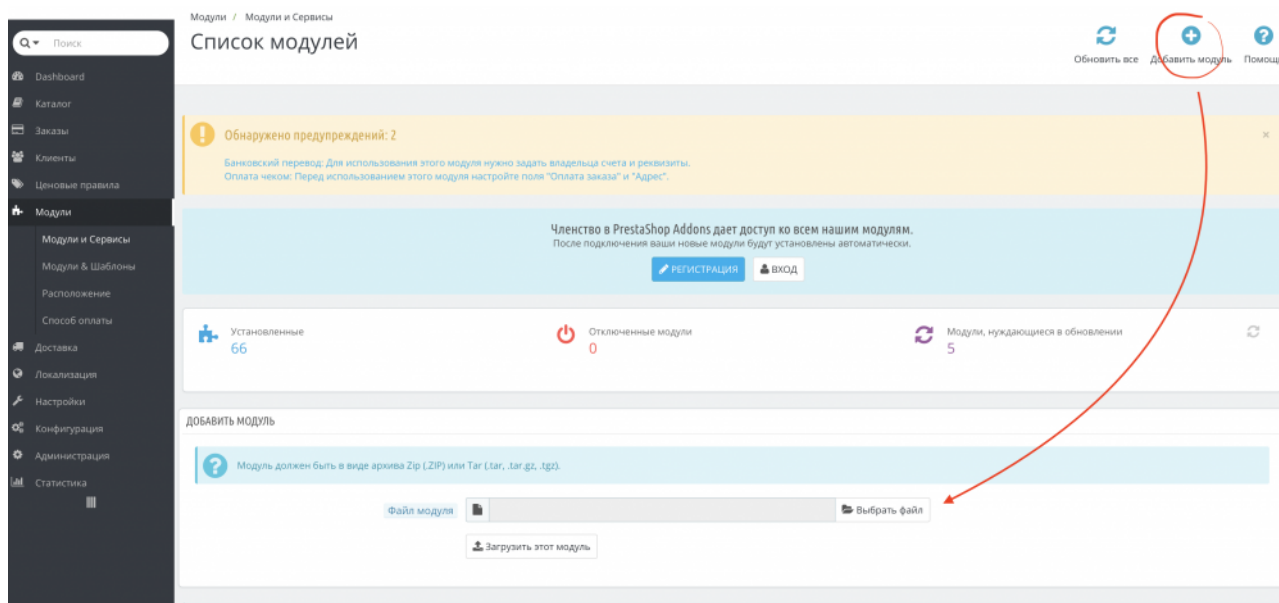 Модули / Модули и Сервисы
Список модулей
Обновить все
Добавить модуль
Помощь
Поиск
Dashboard
Каталог
Заказы
Клиенты
Ценовые правила
Модули
Модули и Сервисы
Модули & Шаблоны
Расположение
Способ оплаты
Доставка
Локализация
Настройки
Конфигурация
Администрация
Статистика
Обнаружено предупреждений: 2
Банковский перевод: Для использования этого модуля нужно задать владельца счета и реквизиты.
Оплата чеком: Перед использованием этого модуля настройте поля "Оплата заказа" и "Адрес".
Членство в PrestaShop Addons дает доступ ко всем нашим модулям.
После подключения ваши новые модули будут установлены автоматически.
РЕГИСТРАЦИЯ
ВХОД
Установленные
66
Отключенные модули
0
Модули, нуждающиеся в обновлении
5
ДОБАВИТЬ МОДУЛЬ
Модуль должен быть в виде архива Zip (.ZIP) или Tar (.tar, .tar.gz, .tgz).
Файл модуля
Выбрать файл
Загрузить этот модуль